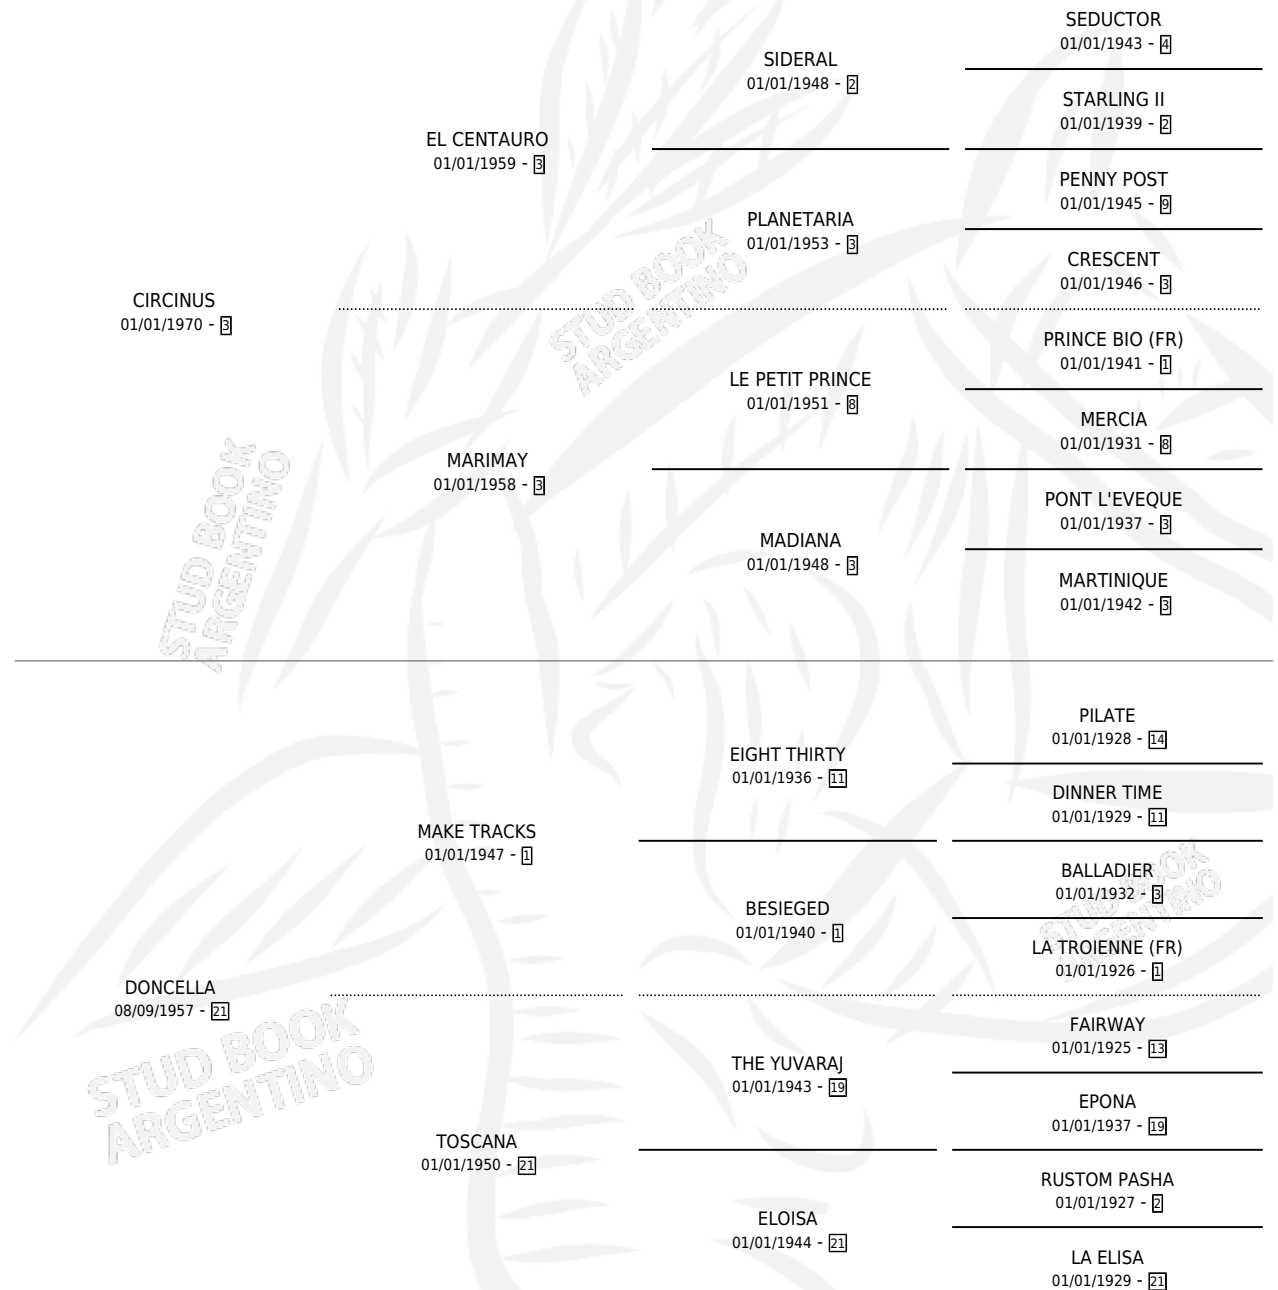 SEDUCTOR
01/01/1943 - 4
SIDERAL
01/01/1948 - 2
STARLING II
01/01/1939 - 2
EL CENTAURO
01/01/1959 - 3
PENNY POST
01/01/1945 - 9
PLANETARIA
01/01/1953 - 3
CRESCENT
01/01/1946 - 3
CIRCINUS
01/01/1970 - 3
PRINCE BIO (FR)
01/01/1941 - 1
LE PETIT PRINCE
01/01/1951 - 8
MERCIA
01/01/1931 - 8
MARIMAY
01/01/1958 - 3
PONT L'EVEQUE
01/01/1937 - 3
MADIANA
01/01/1948 - 3
MARTINIQUE
01/01/1942 - 3
STUD BOOK
ARGENTINO
STUD BOOK
ARGENTINO
PILATE
01/01/1928 - 14
EIGHT THIRTY
01/01/1936 - 11
DINNER TIME
01/01/1929 - 11
MAKE TRACKS
01/01/1947 - 1
BALLADIER
01/01/1932 - 3
BESIEGED
01/01/1940 - 1
LA TROIENNE (FR)
01/01/1926 - 1
DONCELLA
08/09/1957 - 21
FAIRWAY
01/01/1925 - 13
THE YUVARAJ
01/01/1943 - 19
EPONA
01/01/1937 - 19
TOSCANA
01/01/1950 - 21
RUSTOM PASHA
01/01/1927 - 2
ELOISA
01/01/1944 - 21
LA ELISA
01/01/1929 - 21
STUD BOOK
ARGENTINO
STUD BOOK
ARGENTINO